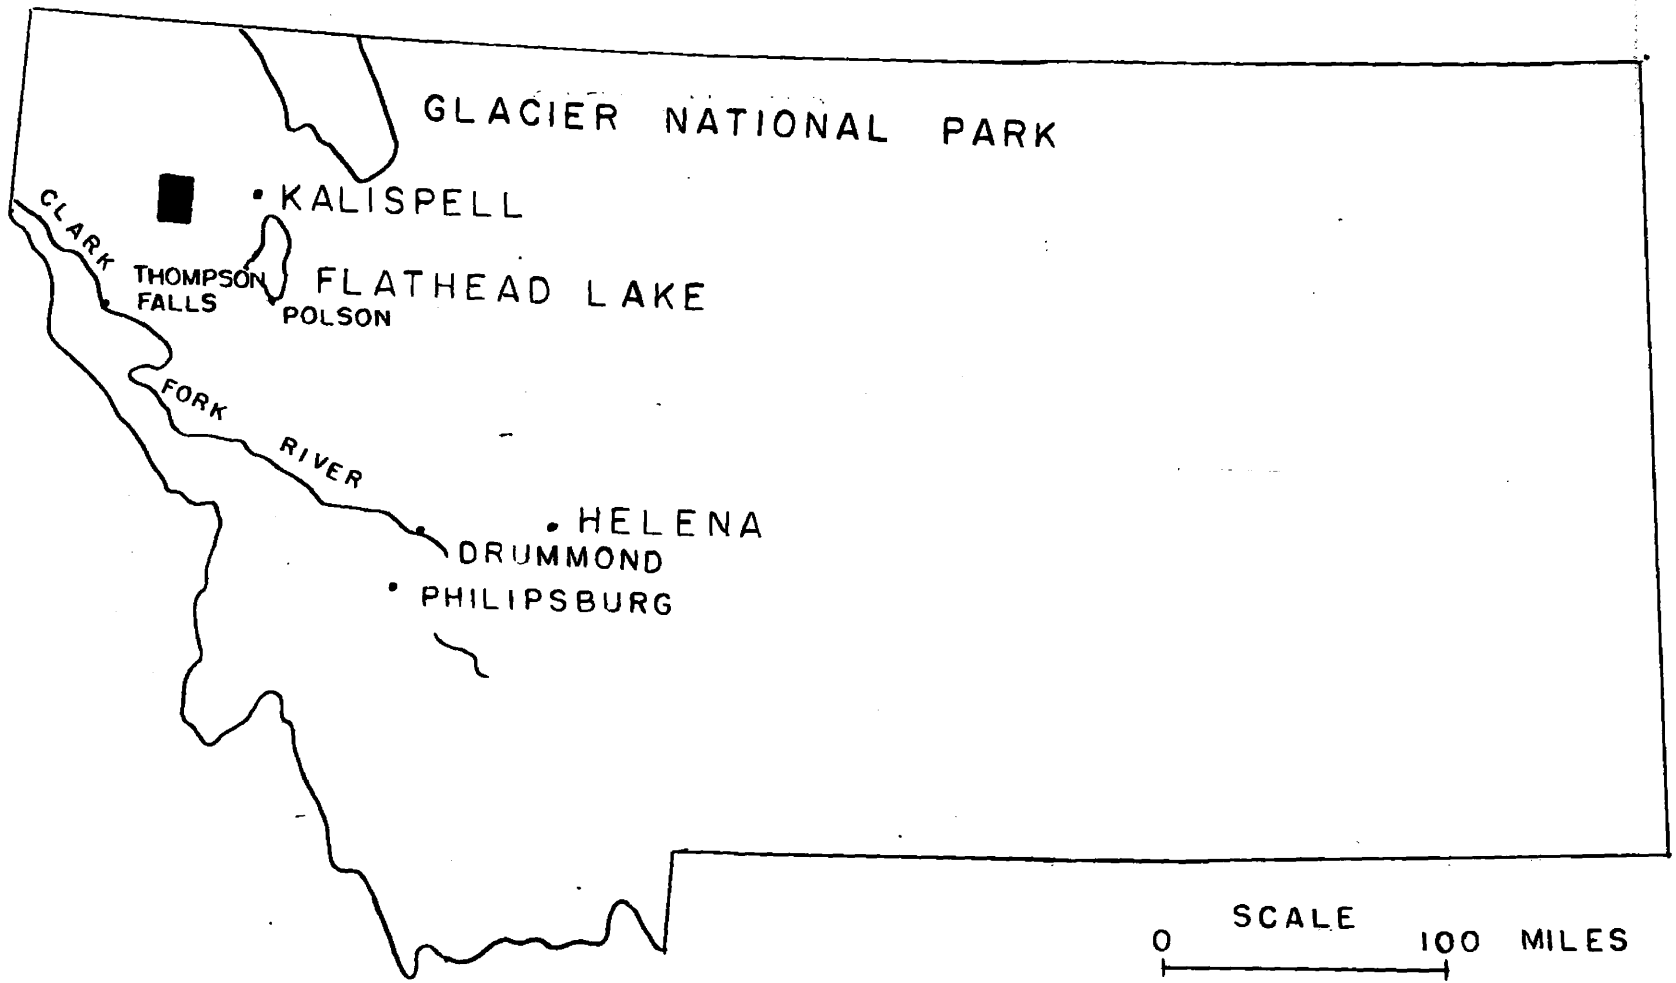 GLACIER NATIONAL PARK
KALISPELL
CLARK
THOMPSON
FALLS
FLATHEAD LAKE
POLSON
FORK
RIVER
HELENA
DRUMMOND
PHILIPSBURG
SCALE
0 100 MILES